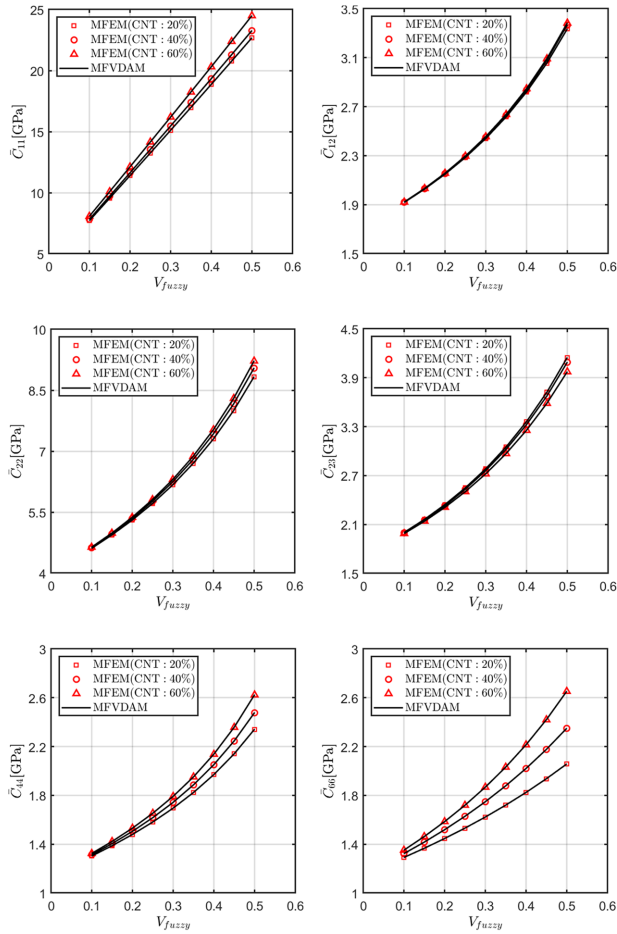 25
20
15
10
5
C̄₁₁[GPa]
MFEM(CNT : 20%)
MFEM(CNT : 40%)
MFEM(CNT : 60%)
MFVDAM
0 0.1 0.2 0.3 0.4 0.5 0.6
V_fuzzy
3.5
3.1
2.7
2.3
1.9
1.5
C̄₁₂[GPa]
MFEM(CNT : 20%)
MFEM(CNT : 40%)
MFEM(CNT : 60%)
MFVDAM
0 0.1 0.2 0.3 0.4 0.5 0.6
V_fuzzy
10
8.5
7
5.5
4
C̄₂₂[GPa]
MFEM(CNT : 20%)
MFEM(CNT : 40%)
MFEM(CNT : 60%)
MFVDAM
0 0.1 0.2 0.3 0.4 0.5 0.6
V_fuzzy
4.5
3.9
3.3
2.7
2.1
1.5
C̄₂₃[GPa]
MFEM(CNT : 20%)
MFEM(CNT : 40%)
MFEM(CNT : 60%)
MFVDAM
0 0.1 0.2 0.3 0.4 0.5 0.6
V_fuzzy
3
2.6
2.2
1.8
1.4
1
C̄₄₄[GPa]
MFEM(CNT : 20%)
MFEM(CNT : 40%)
MFEM(CNT : 60%)
MFVDAM
0 0.1 0.2 0.3 0.4 0.5 0.6
V_fuzzy
3
2.6
2.2
1.8
1.4
1
C̄₆₆[GPa]
MFEM(CNT : 20%)
MFEM(CNT : 40%)
MFEM(CNT : 60%)
MFVDAM
0 0.1 0.2 0.3 0.4 0.5 0.6
V_fuzzy